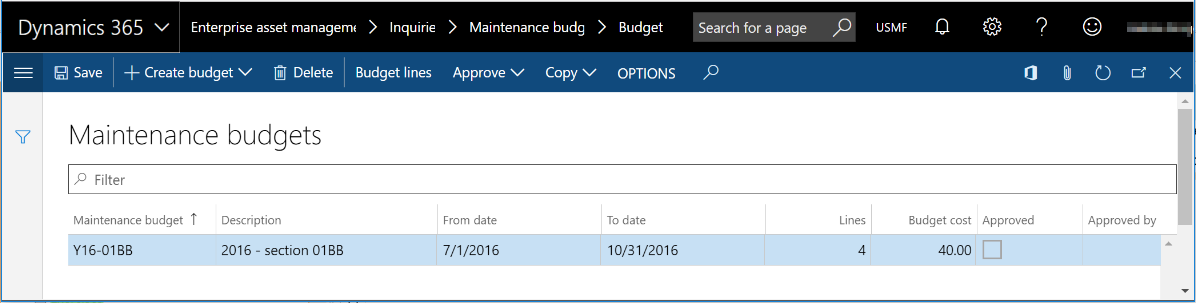 Dynamics 365 Enterprise asset manageme Inquirie Maintenance budg Budget Search for a page USMF
Save Create budget Delete Budget lines Approve Copy OPTIONS
Maintenance budgets
Filter
Maintenance budget Description From date To date Lines Budget cost Approved Approved by
Y16-01BB 2016 - section 01BB 7/1/2016 10/31/2016 4 40.00